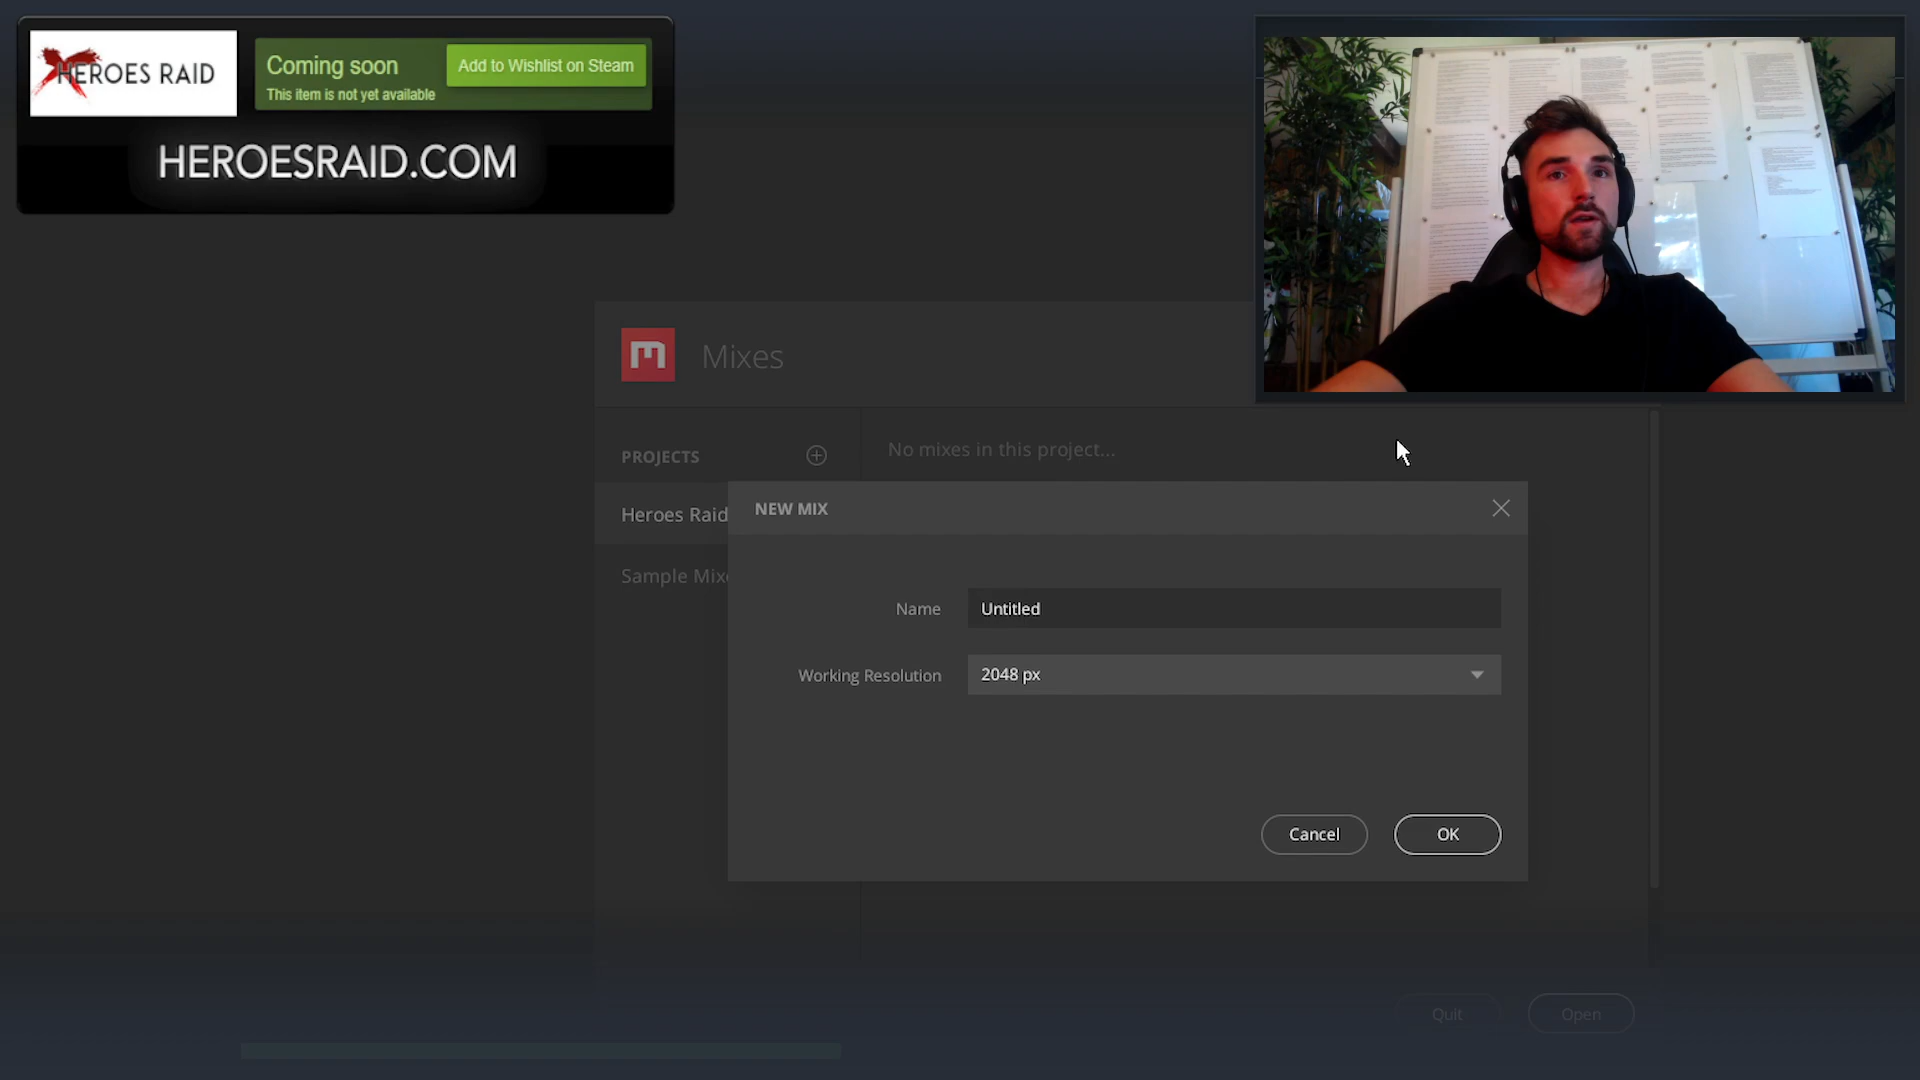 HEROES RAID
Coming soon
This item is not yet available
Add to Wishlist on Steam
HEROESRAID.COM
Mixes
PROJECTS
No mixes in this project...
Heroes Raid
Sample Mix
NEW MIX
Name
Untitled
Working Resolution
2048 px
Cancel
OK
Quit
Open